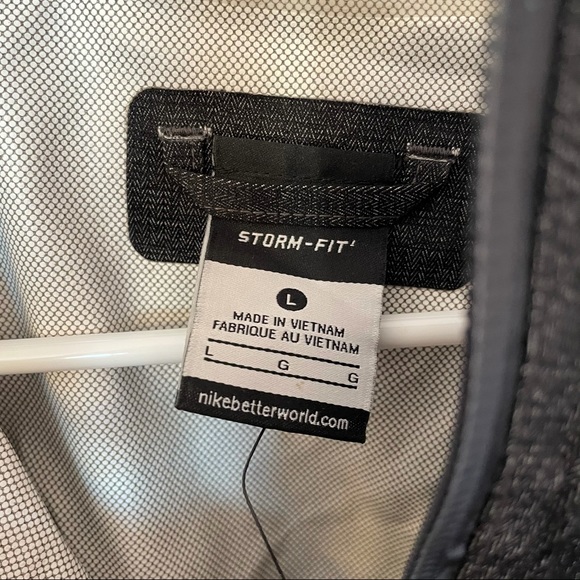 STORM-FIT
L
MADE IN VIETNAM
FABRIQUE AU VIETNAM
L G G
nikebetterworld.com